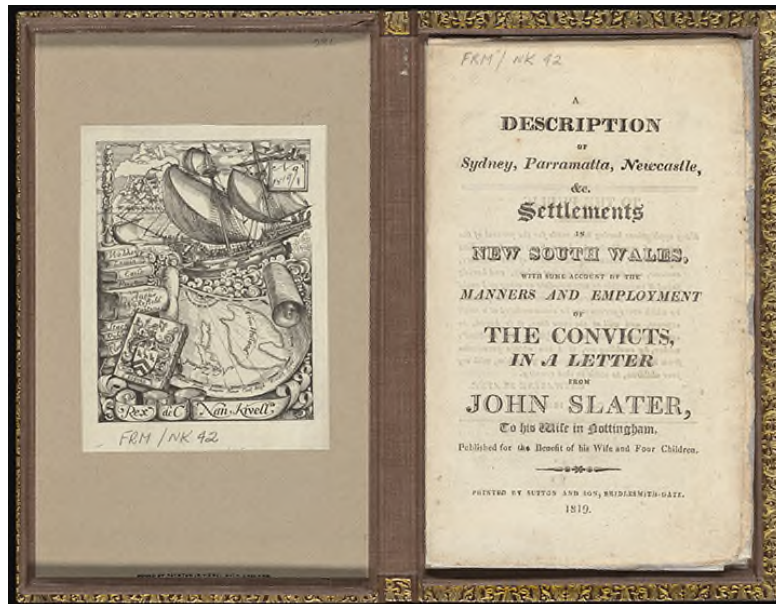 FRM / NK 42
Rex de C Nan Kivell
FRM / NK 42
A
DESCRIPTION
OF
Sydney, Parramatta, Newcastle,
&c.
Settlements
IN
NEW SOUTH WALES,
WITH SOME ACCOUNT OF THE
MANNERS AND EMPLOYMENT
OF
THE CONVICTS,
IN A LETTER
FROM
JOHN SLATER,
To his Wife in Nottingham.
Published for the Benefit of his Wife and Four Children.
PRINTED BY SUTTON AND SON, BRIDLESMITH-GATE.
1819.